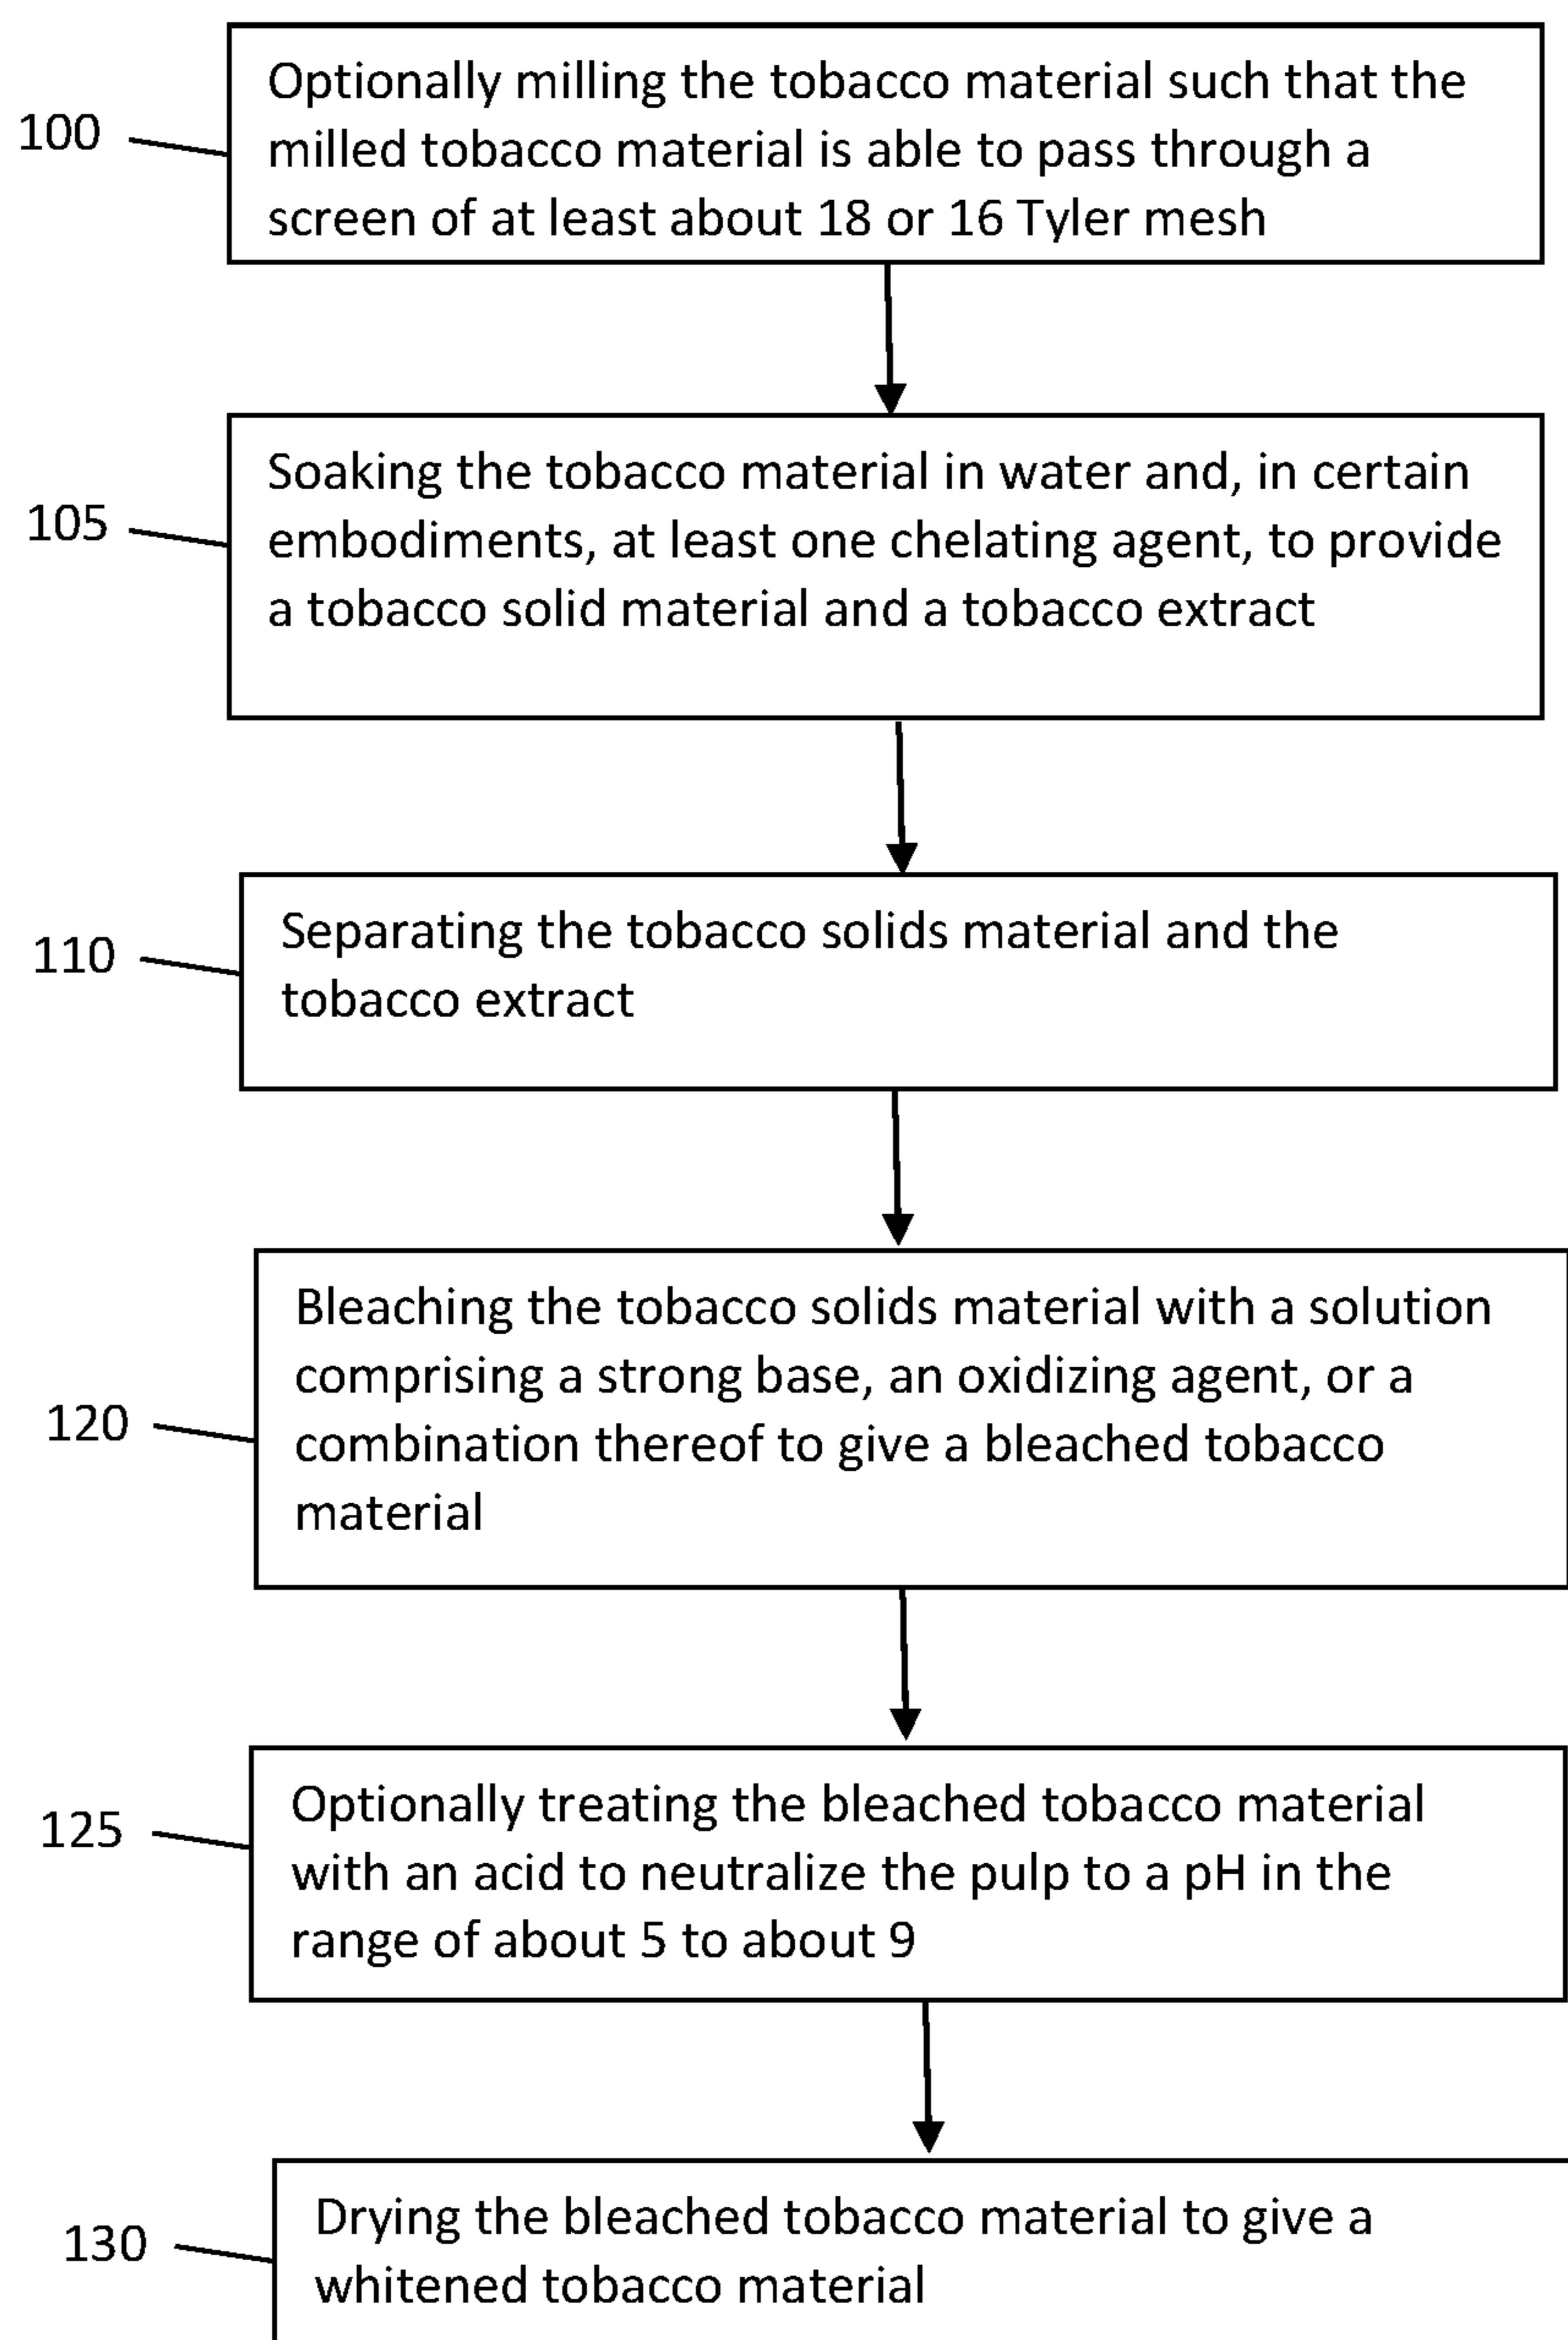 100
Optionally milling the tobacco material such that the
milled tobacco material is able to pass through a
screen of at least about 18 or 16 Tyler mesh
105
Soaking the tobacco material in water and, in certain
embodiments, at least one chelating agent, to provide
a tobacco solid material and a tobacco extract
110
Separating the tobacco solids material and the
tobacco extract
120
Bleaching the tobacco solids material with a solution
comprising a strong base, an oxidizing agent, or a
combination thereof to give a bleached tobacco
material
125
Optionally treating the bleached tobacco material
with an acid to neutralize the pulp to a pH in the
range of about 5 to about 9
130
Drying the bleached tobacco material to give a
whitened tobacco material